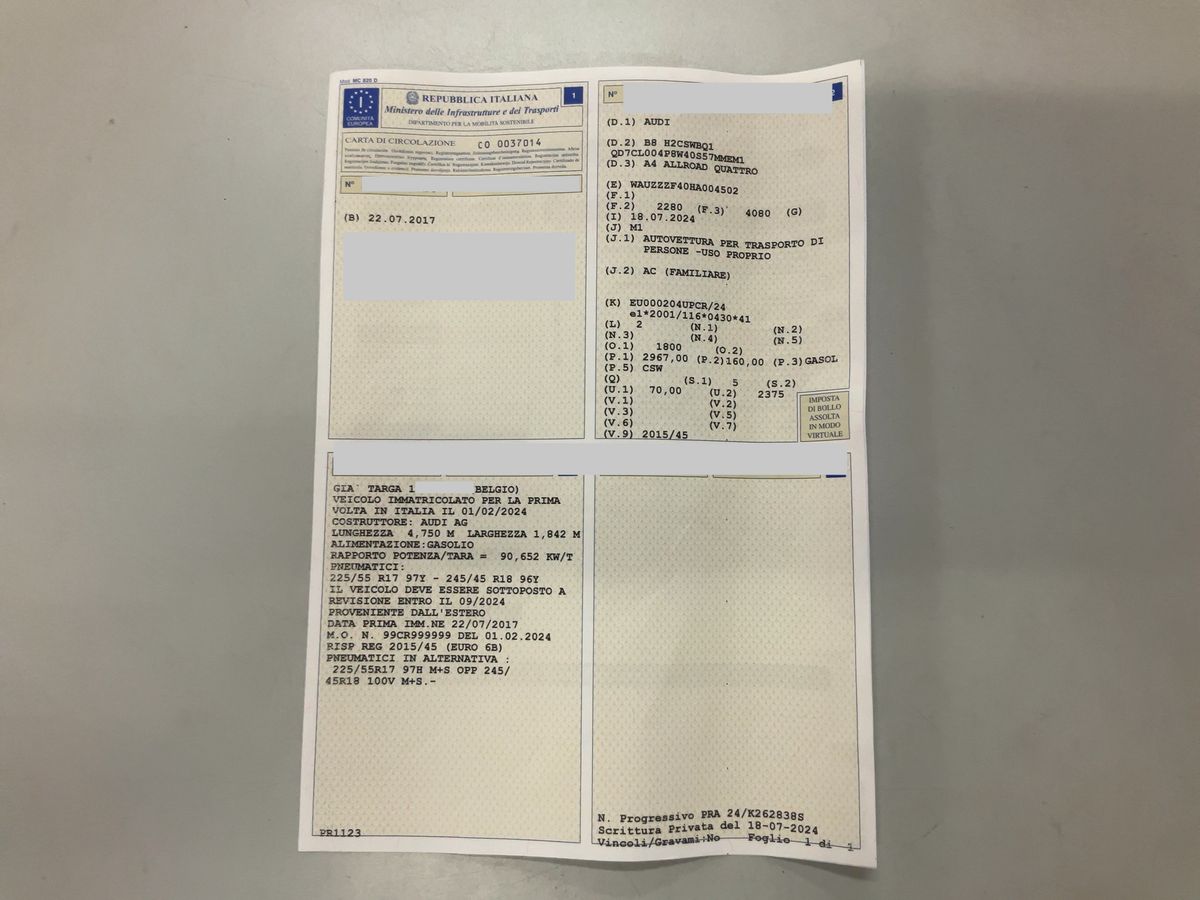 Mod. MC 820 D
I
COMUNITÀ
EUROPEA
REPUBBLICA ITALIANA
Ministero delle Infrastrutture e dei Trasporti
DIPARTIMENTO PER LA MOBILITÀ SOSTENIBILE
1
CARTA DI CIRCOLAZIONE CO 0037014
N°
(B) 22.07.2017
N°
2
(D.1) AUDI
(D.2) B8 H2CSWBQ1
QD7CL004P8W40S57MMEM1
(D.3) A4 ALLROAD QUATTRO
(E) WAUZZZF40HA004502
(F.1)
(F.2) 2280 (F.3) 4080 (G)
(I) 18.07.2024
(J) M1
(J.1) AUTOVETTURA PER TRASPORTO DI
PERSONE -USO PROPRIO
(J.2) AC (FAMILIARE)
(K) EU000204UPCR/24
e1*2001/116*0430*41
(L) 2 (N.1) (N.2)
(N.3) (N.4) (N.5)
(O.1) 1800 (O.2)
(P.1) 2967,00 (P.2)160,00 (P.3)GASOL
(P.5) CSW
(Q) (S.1) 5 (S.2)
(U.1) 70,00 (U.2) 2375
(V.1) (V.2)
(V.3) (V.5)
(V.6) (V.7)
(V.9) 2015/45
IMPOSTA
DI BOLLO
ASSOLTA
IN MODO
VIRTUALE
GIA` TARGA 1 BELGIO)
VEICOLO IMMATRICOLATO PER LA PRIMA
VOLTA IN ITALIA IL 01/02/2024
COSTRUTTORE: AUDI AG
LUNGHEZZA 4,750 M LARGHEZZA 1,842 M
ALIMENTAZIONE:GASOLIO
RAPPORTO POTENZA/TARA = 90,652 KW/T
PNEUMATICI:
225/55 R17 97Y - 245/45 R18 96Y
IL VEICOLO DEVE ESSERE SOTTOPOSTO A
REVISIONE ENTRO IL 09/2024
PROVENIENTE DALL'ESTERO
DATA PRIMA IMM.NE 22/07/2017
M.O. N. 99CR999999 DEL 01.02.2024
RISP REG 2015/45 (EURO 6B)
PNEUMATICI IN ALTERNATIVA :
225/55R17 97H M+S OPP 245/
45R18 100V M+S.-
PR1123
N. Progressivo PRA 24/K262838S
Scrittura Privata del 18-07-2024
Vincoli/Gravami:No Foglio 1 di 1